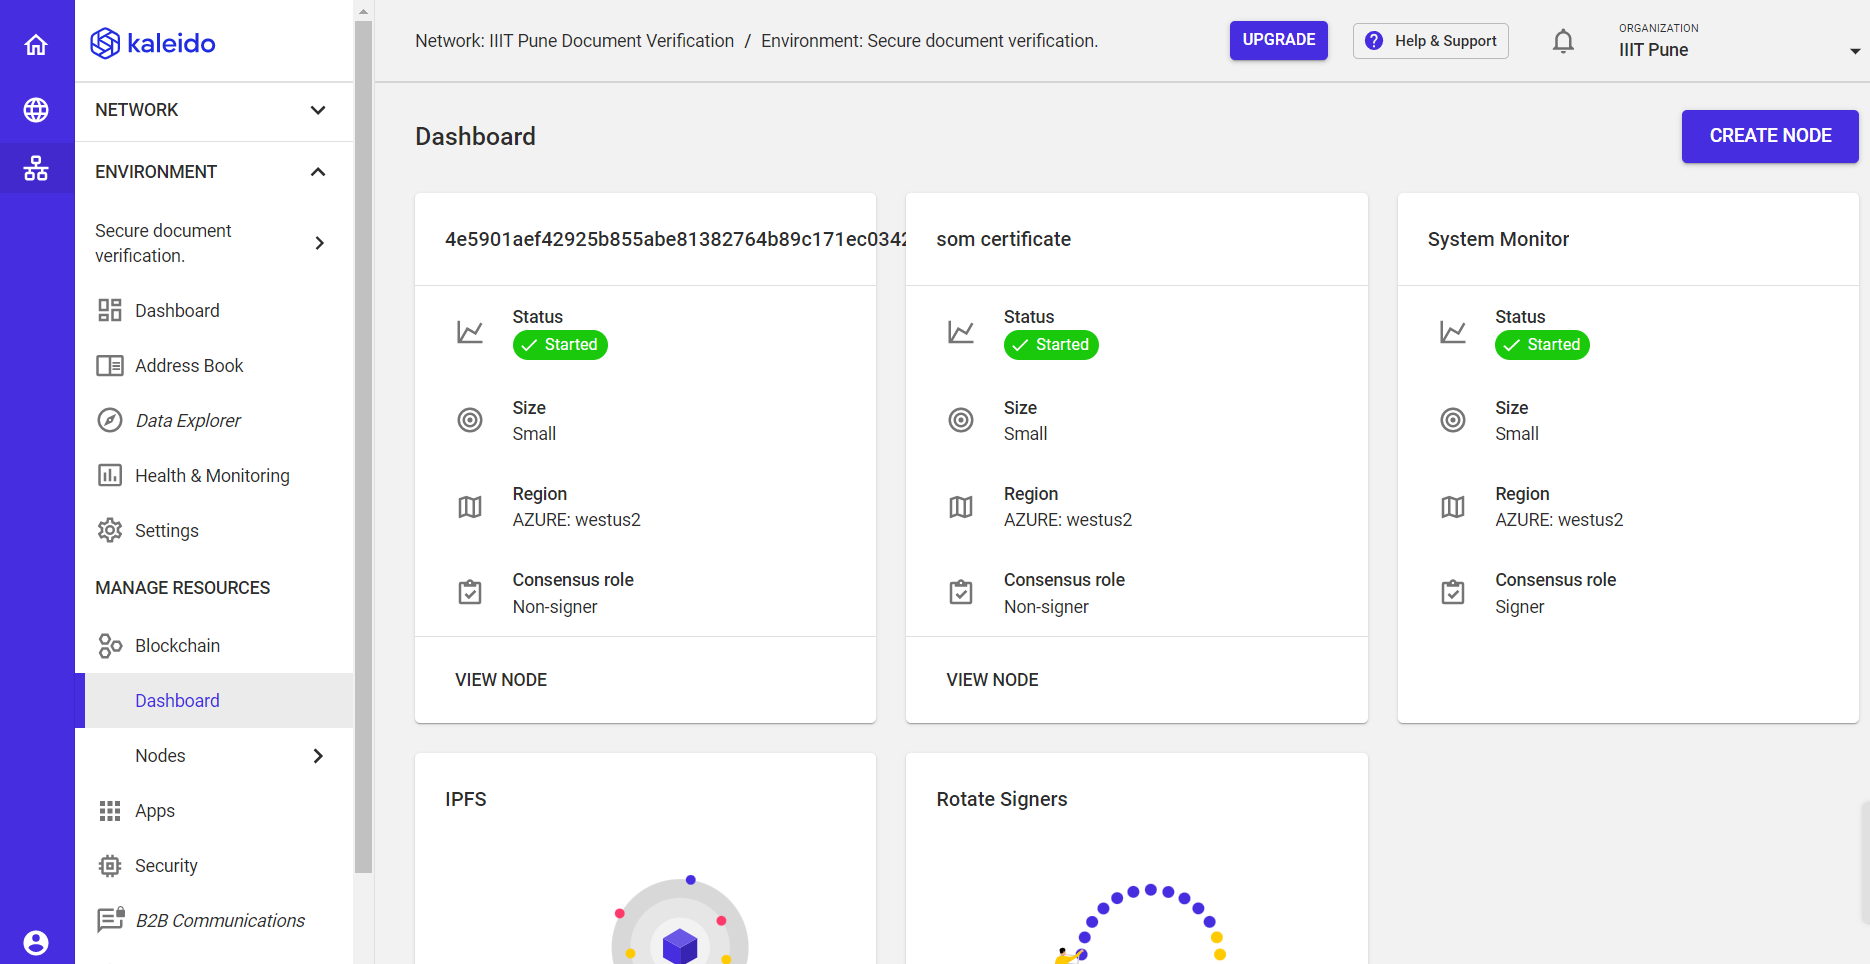 kaleido
NETWORK
ENVIRONMENT
Secure document
verification.
Dashboard
Address Book
Data Explorer
Health & Monitoring
Settings
MANAGE RESOURCES
Blockchain
Dashboard
Nodes
Apps
Security
B2B Communications
Network: IIIT Pune Document Verification / Environment: Secure document verification.
UPGRADE
? Help & Support
ORGANIZATION
IIIT Pune
Dashboard
CREATE NODE
4e5901aef42925b855abe81382764b89c171ec0342
Status
Started
Size
Small
Region
AZURE: westus2
Consensus role
Non-signer
VIEW NODE
som certificate
Status
Started
Size
Small
Region
AZURE: westus2
Consensus role
Non-signer
VIEW NODE
System Monitor
Status
Started
Size
Small
Region
AZURE: westus2
Consensus role
Signer
IPFS
Rotate Signers